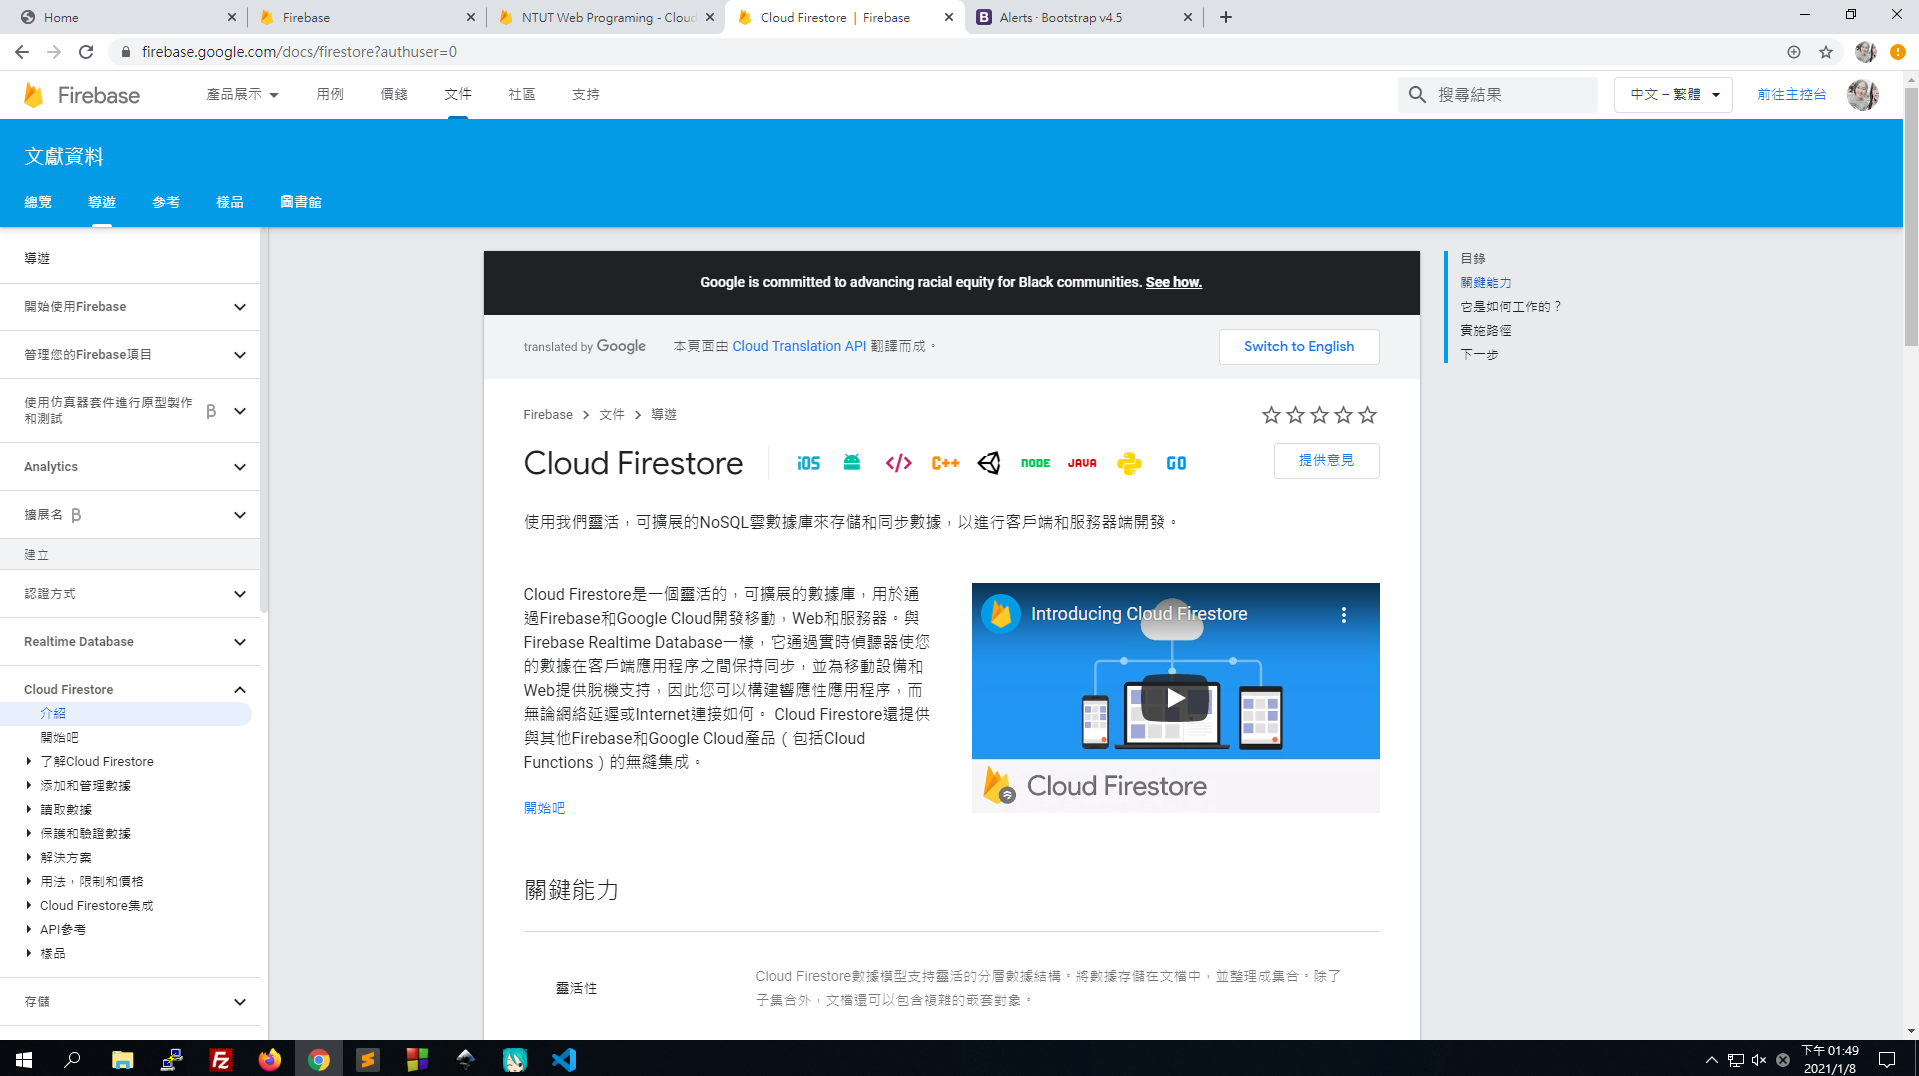 Home
Firebase
NTUT Web Programing - Cloud
Cloud Firestore | Firebase
Alerts · Bootstrap v4.5
firebase.google.com/docs/firestore?authuser=0
Firebase
產品展示
用例
價錢
文件
社區
支持
搜尋結果
中文 – 繁體
前往主控台
文獻資料
總覽
導遊
參考
樣品
圖書館
導遊
開始使用Firebase
管理您的Firebase項目
使用仿真器套件進行原型製作
和測試
β
Analytics
擴展名 β
建立
認證方式
Realtime Database
Cloud Firestore
介紹
開始吧
了解Cloud Firestore
添加和管理數據
讀取數據
保護和驗證數據
解決方案
用法，限制和價格
Cloud Firestore集成
API參考
樣品
存儲
Google is committed to advancing racial equity for Black communities. See how.
translated by Google
本頁面由 Cloud Translation API 翻譯而成。
Switch to English
Firebase > 文件 > 導遊
Cloud Firestore
iOS
</>
C++
NODE
JAVA
GO
提供意見
使用我們靈活，可擴展的NoSQL雲數據庫來存儲和同步數據，以進行客戶端和服務器端開發。
Cloud Firestore是一個靈活的，可擴展的數據庫，用於通
過Firebase和Google Cloud開發移動，Web和服務器。與
Firebase Realtime Database一樣，它通過實時偵聽器使您
的數據在客戶端應用程序之間保持同步，並為移動設備和
Web提供脫機支持，因此您可以構建響應性應用程序，而
無論網絡延遲或Internet連接如何。 Cloud Firestore還提供
與其他Firebase和Google Cloud產品（包括Cloud
Functions）的無縫集成。
開始吧
Introducing Cloud Firestore
Cloud Firestore
關鍵能力
靈活性
Cloud Firestore數據模型支持靈活的分層數據結構。將數據存儲在文檔中，並整理成集合。除了
子集合外，文檔還可以包含複雜的嵌套對象。
目錄
關鍵能力
它是如何工作的？
實施路徑
下一步
下午 01:49
2021/1/8